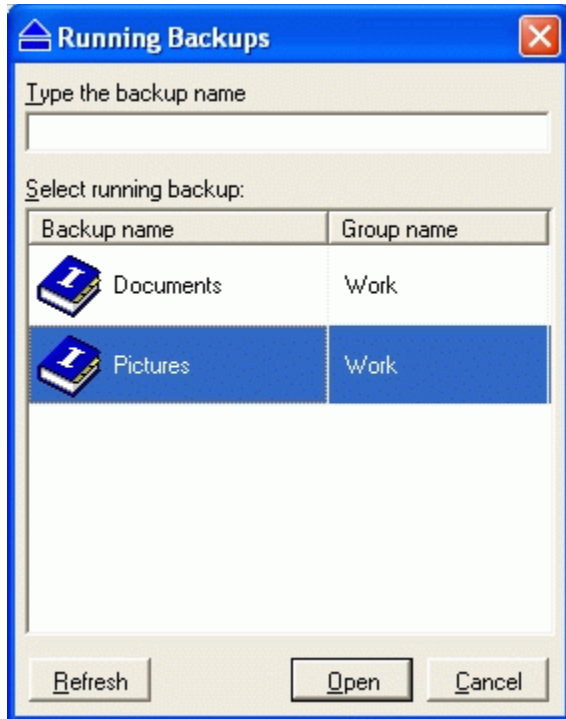 Running Backups
Type the backup name
Select running backup:
Backup name Group name
Documents Work
Pictures Work
Refresh Open Cancel